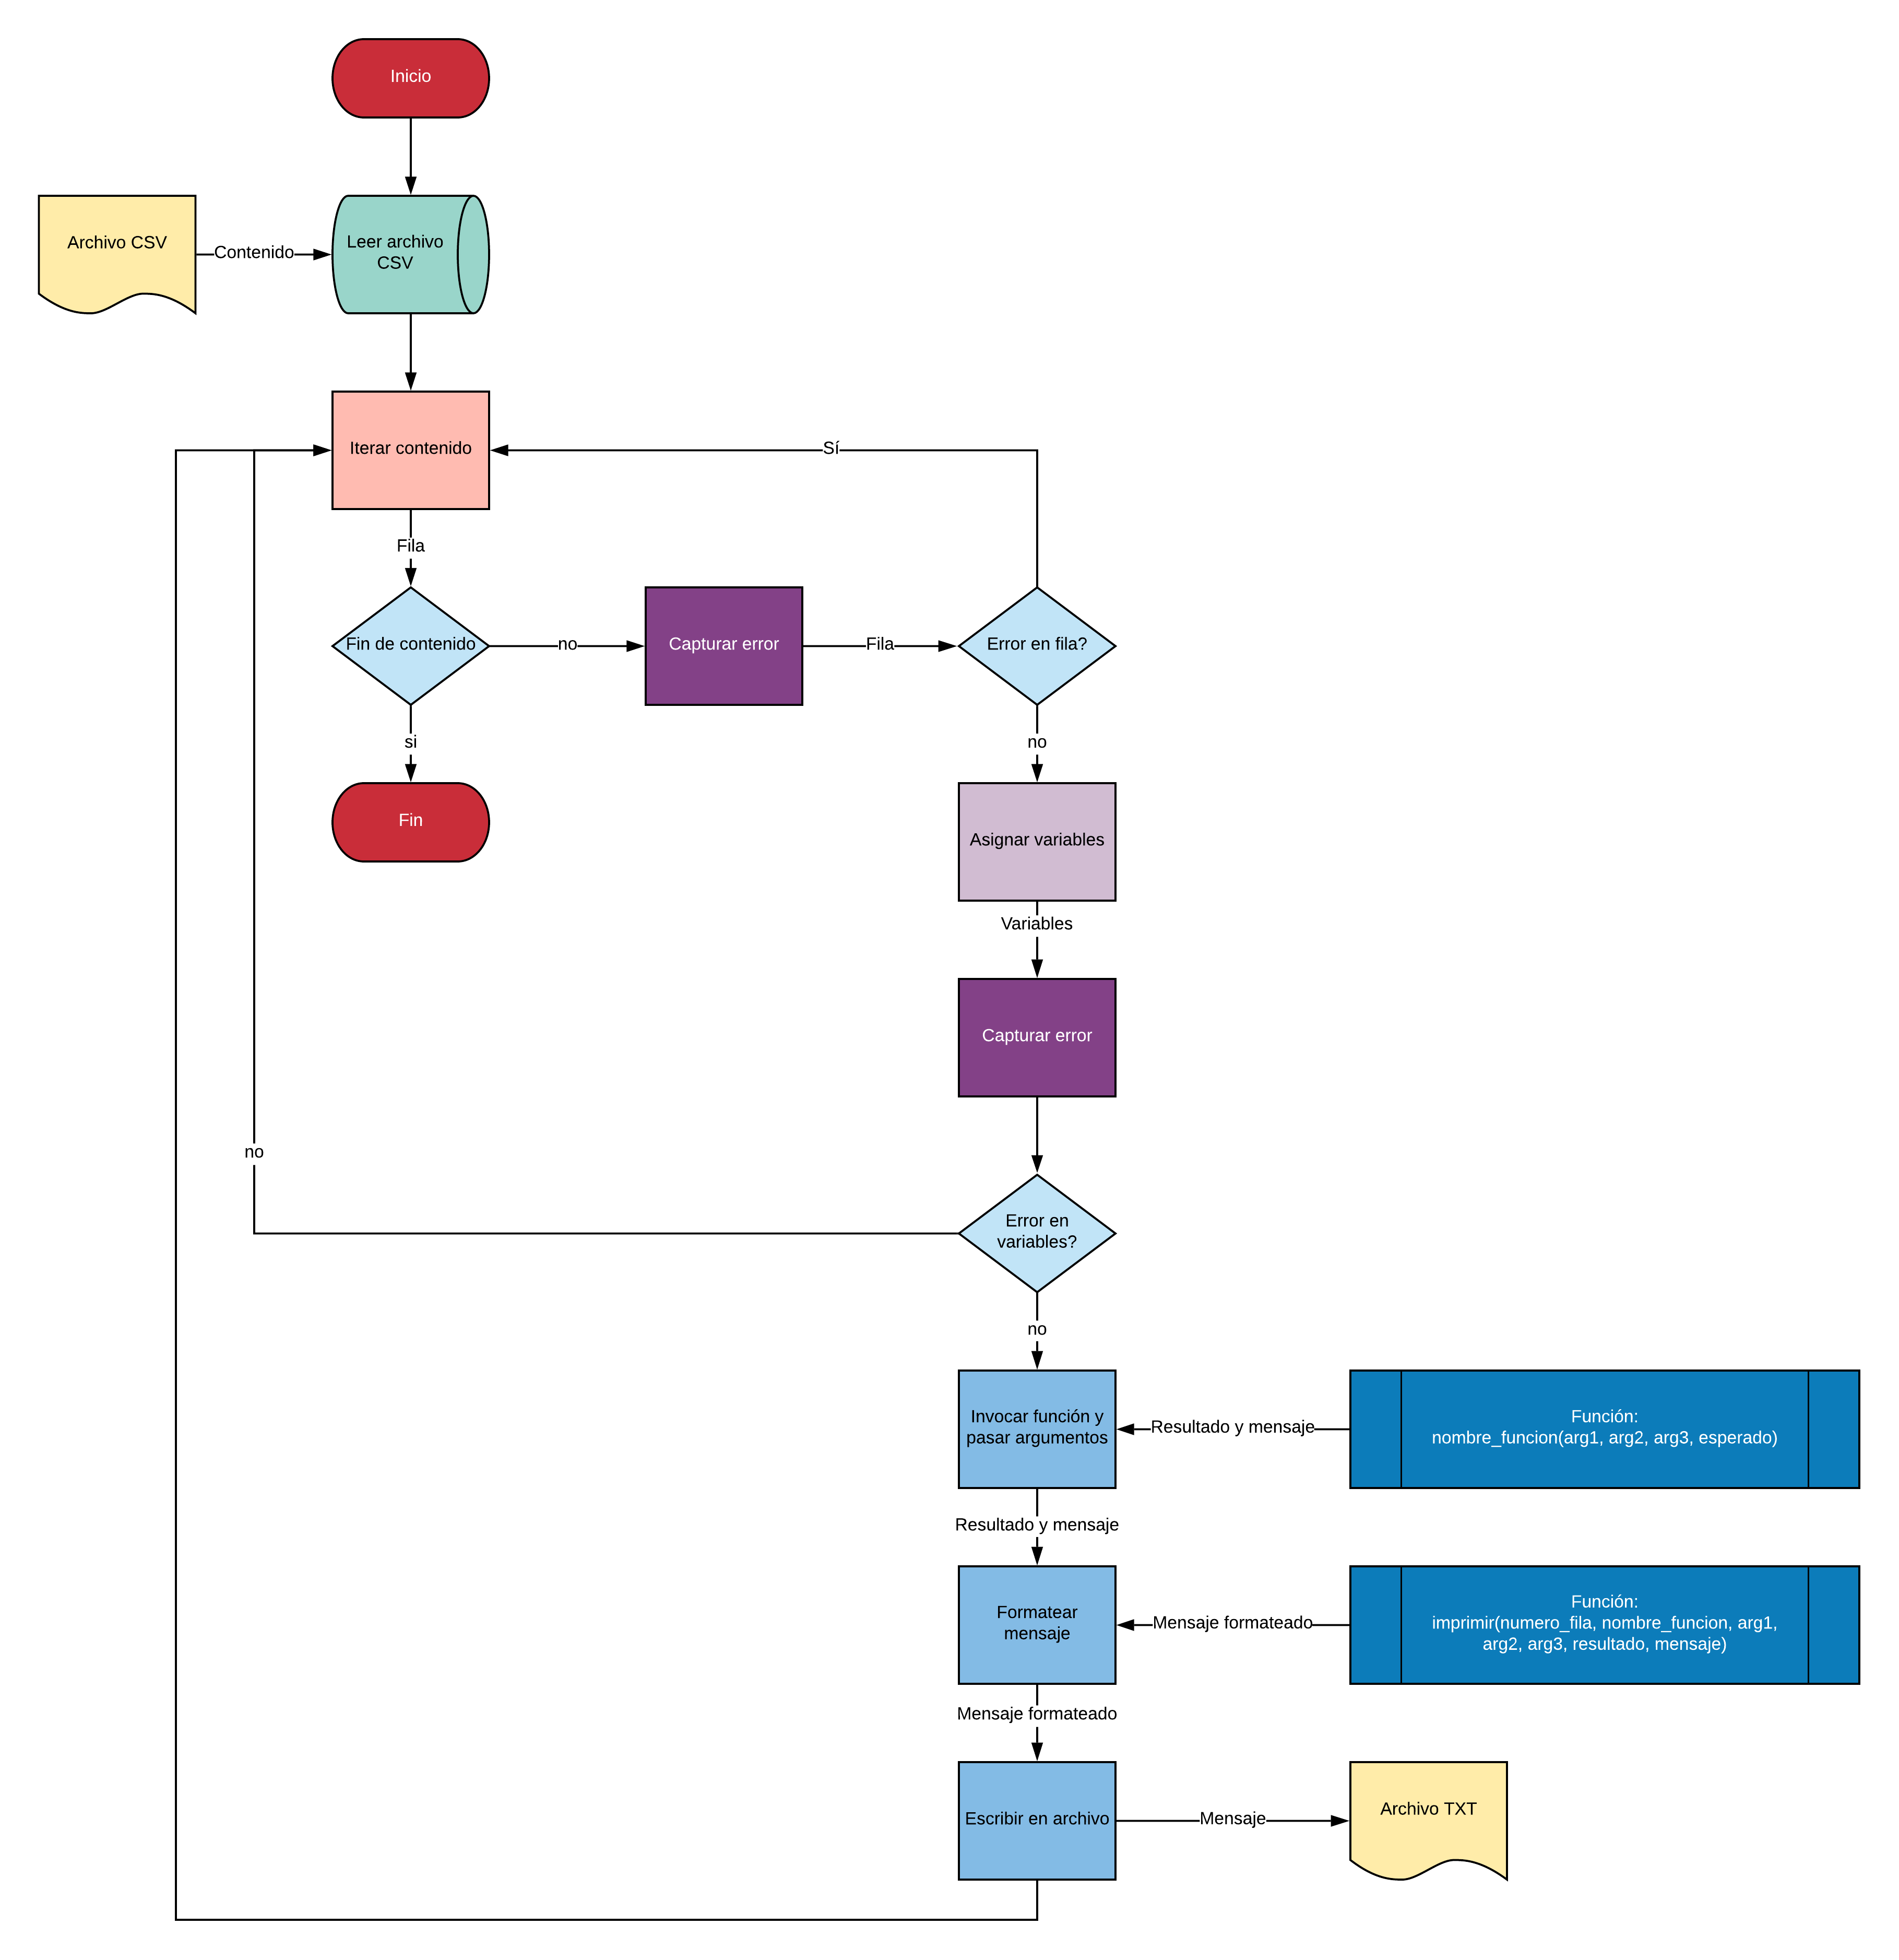 Inicio
Archivo CSV
Contenido
Leer archivo
CSV
Iterar contenido
Sí
Fila
Fin de contenido
no
Capturar error
Fila
Error en fila?
si
no
Fin
Asignar variables
Variables
Capturar error
no
Error en
variables?
no
Invocar función y
pasar argumentos
Resultado y mensaje
Función:
nombre_funcion(arg1, arg2, arg3, esperado)
Resultado y mensaje
Formatear
mensaje
Mensaje formateado
Función:
imprimir(numero_fila, nombre_funcion, arg1,
arg2, arg3, resultado, mensaje)
Mensaje formateado
Escribir en archivo
Mensaje
Archivo TXT